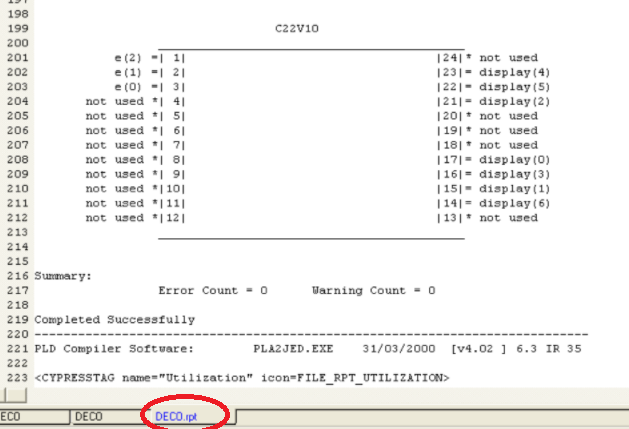 198
199 C22V10
200
201 e(2) =| 1| |24|* not used
202 e(1) =| 2| |23|= display(4)
203 e(0) =| 3| |22|= display(5)
204 not used *| 4| |21|= display(2)
205 not used *| 5| |20|* not used
206 not used *| 6| |19|* not used
207 not used *| 7| |18|* not used
208 not used *| 8| |17|= display(0)
209 not used *| 9| |16|= display(3)
210 not used *|10| |15|= display(1)
211 not used *|11| |14|= display(6)
212 not used *|12| |13|* not used
213
214
215
216 Summary:
217 Error Count = 0 Warning Count = 0
218
219 Completed Successfully
220 ------------------------------------------------------------------------
221 PLD Compiler Software: PLA2JED.EXE 31/03/2000 [v4.02 ] 6.3 IR 35
222
223 <CYPRESSTAG name="Utilization" icon=FILE_RPT_UTILIZATION>
ECO DECO DECO.rpt